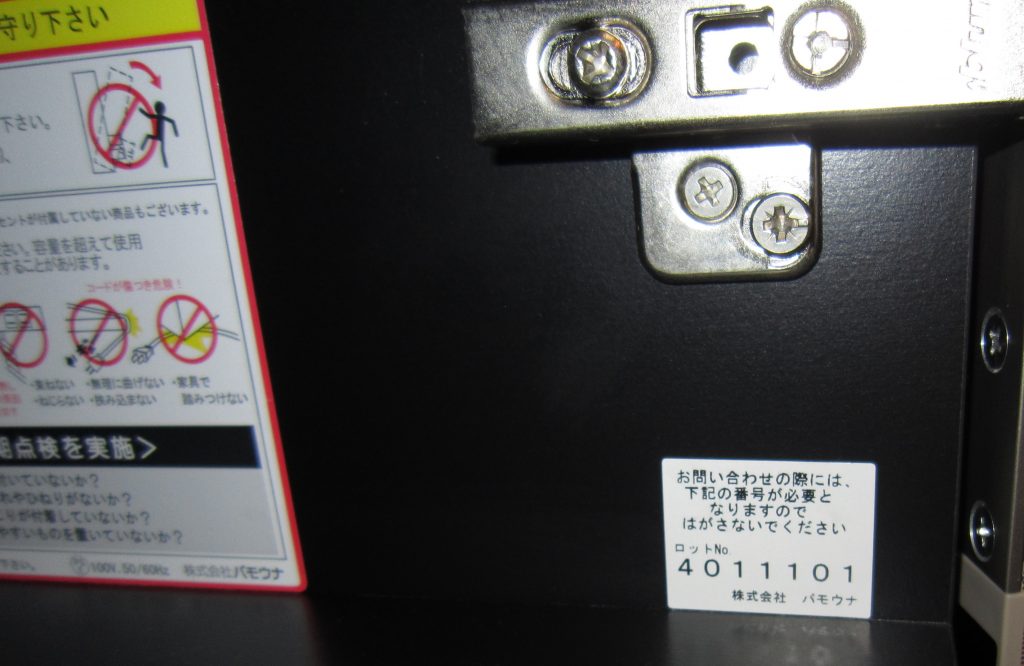 守り下さい
下さい。
セントが付属していない商品もございます。
さい、容量を超えて使用
することがあります。
コードが傷つき危険！
・束ねない ・無理に曲げない ・家具で
・ねじらない ・挟み込まない 踏みつけない
期点検を実施＞
付いていないか？
れやひねりがないか？
こりが付着していないか？
やすいものを置いていないか？
下さい。 100V.50/60Hz 株式会社パモウナ
お問い合わせの際には、
下記の番号が必要と
なりますので
はがさないでください
ロットNo.
4011101
株式会社 パモウナ